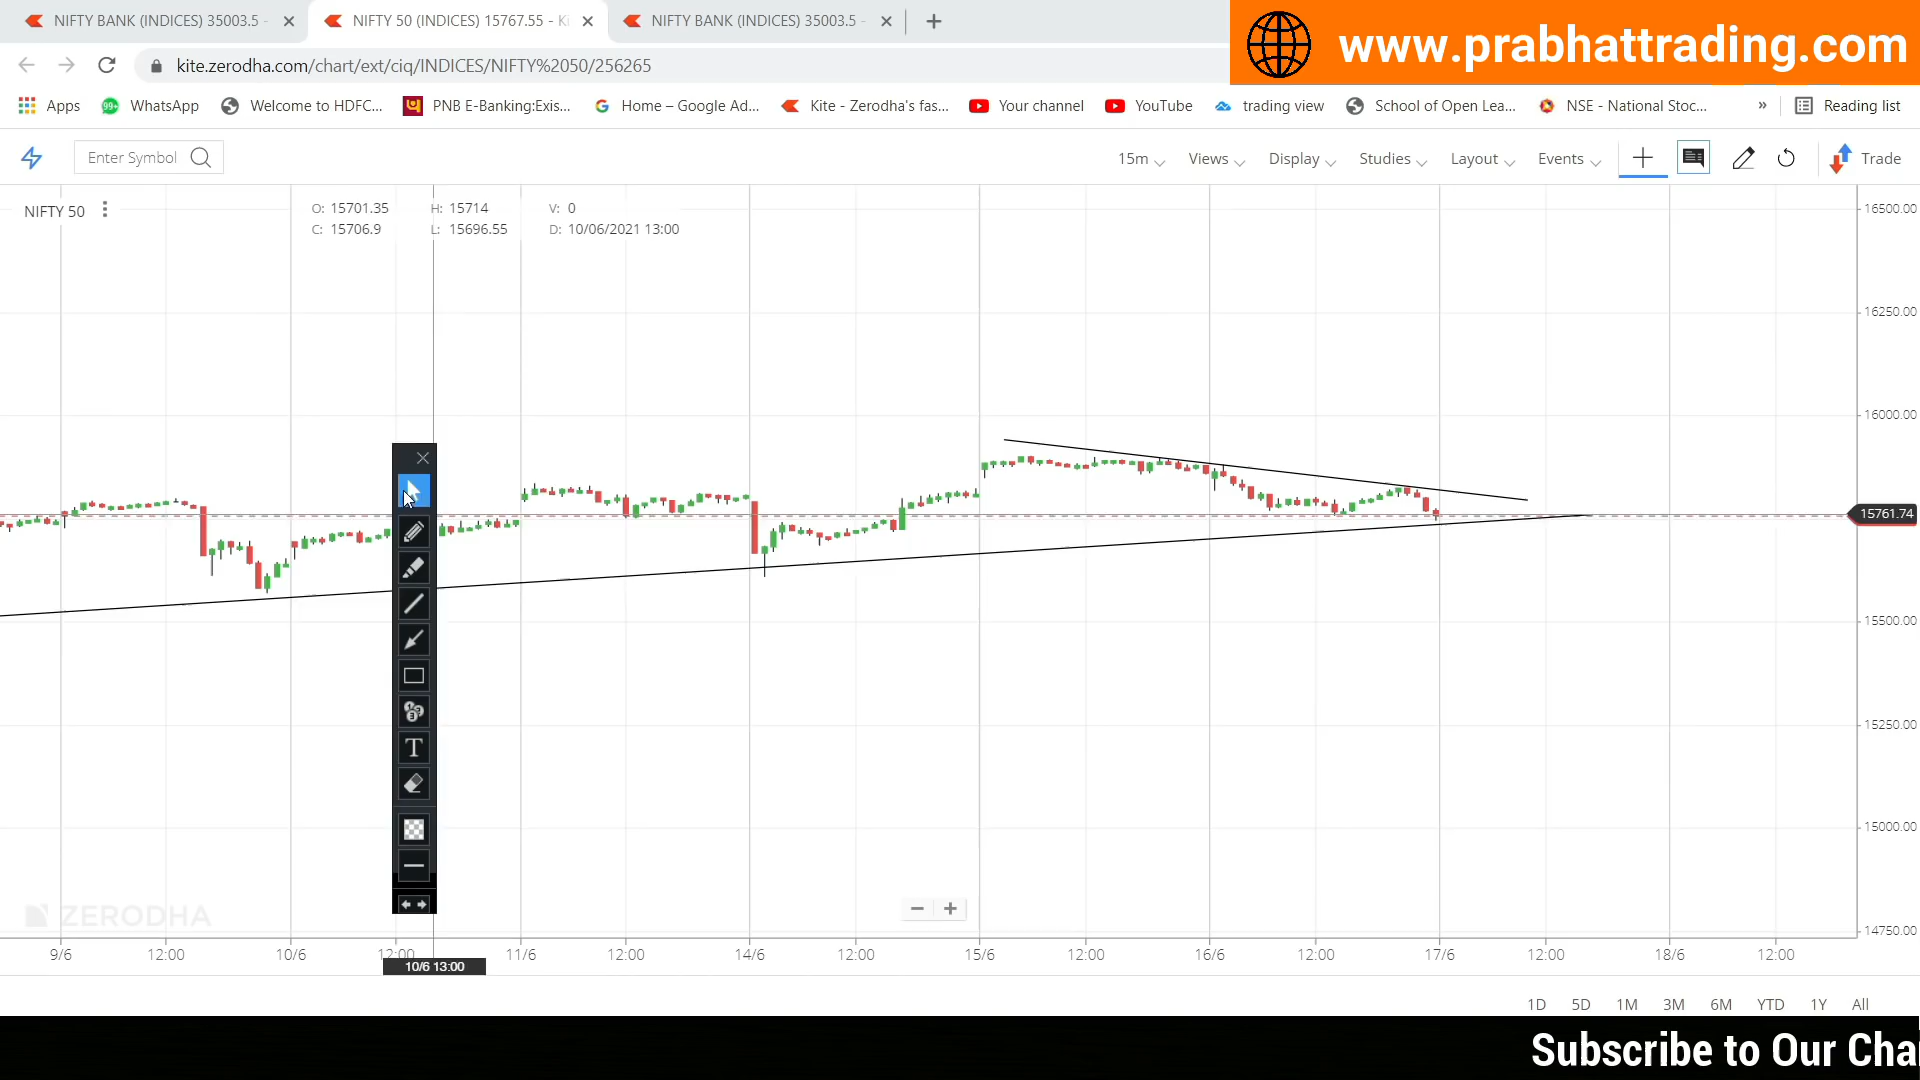 NIFTY BANK (INDICES) 35003.5 -
NIFTY 50 (INDICES) 15767.55 - Ki
NIFTY BANK (INDICES) 35003.5 -
www.prabhattrading.com
kite.zerodha.com/chart/ext/ciq/INDICES/NIFTY%2050/256265
Apps
99+
WhatsApp
Welcome to HDFC...
PNB E-Banking:Exis...
Home – Google Ad...
Kite - Zerodha's fas...
Your channel
YouTube
trading view
School of Open Lea...
NSE - National Stoc...
»
Reading list
Enter Symbol
15m
Views
Display
Studies
Layout
Events
Trade
NIFTY 50
O: 15701.35 H: 15714 V: 0
C: 15706.9 L: 15696.55 D: 10/06/2021 13:00
16500.00
16250.00
16000.00
15761.74
15500.00
15250.00
15000.00
14750.00
T
ZERODHA
9/6 12:00 10/6 12:00 11/6 12:00 14/6 12:00 15/6 12:00 16/6 12:00 17/6 12:00 18/6 12:00
10/6 13:00
1D 5D 1M 3M 6M YTD 1Y All
Subscribe to Our Cha